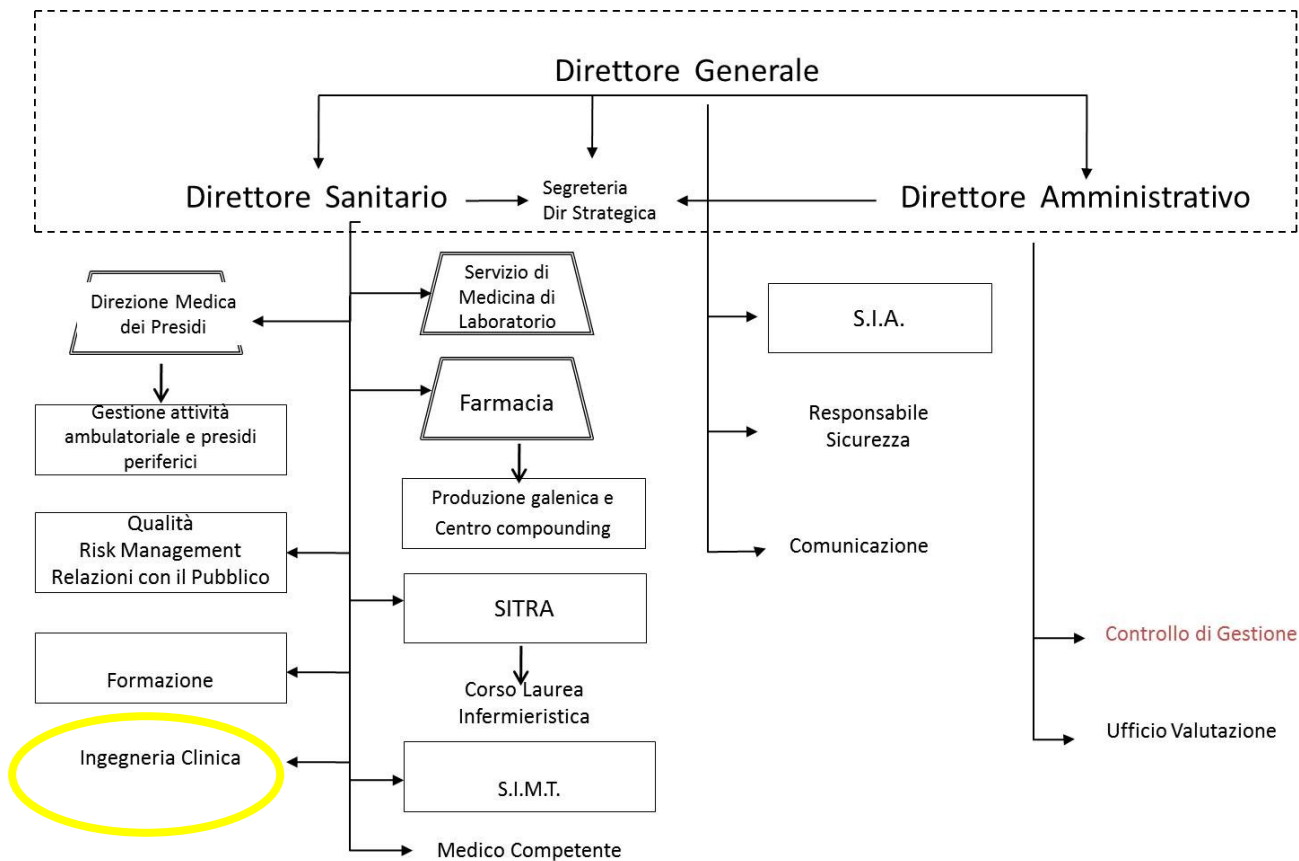 Direttore Generale
Direttore Sanitario
Segreteria
Dir Strategica
Direttore Amministrativo
Direzione Medica
dei Presidi
Servizio di
Medicina di
Laboratorio
S.I.A.
Gestione attività
ambulatoriale e presidi
periferici
Farmacia
Responsabile
Sicurezza
Produzione galenica e
Centro compounding
Qualità
Risk Management
Relazioni con il Pubblico
Comunicazione
SITRA
Controllo di Gestione
Formazione
Corso Laurea
Infermieristica
Ufficio Valutazione
Ingegneria Clinica
S.I.M.T.
Medico Competente